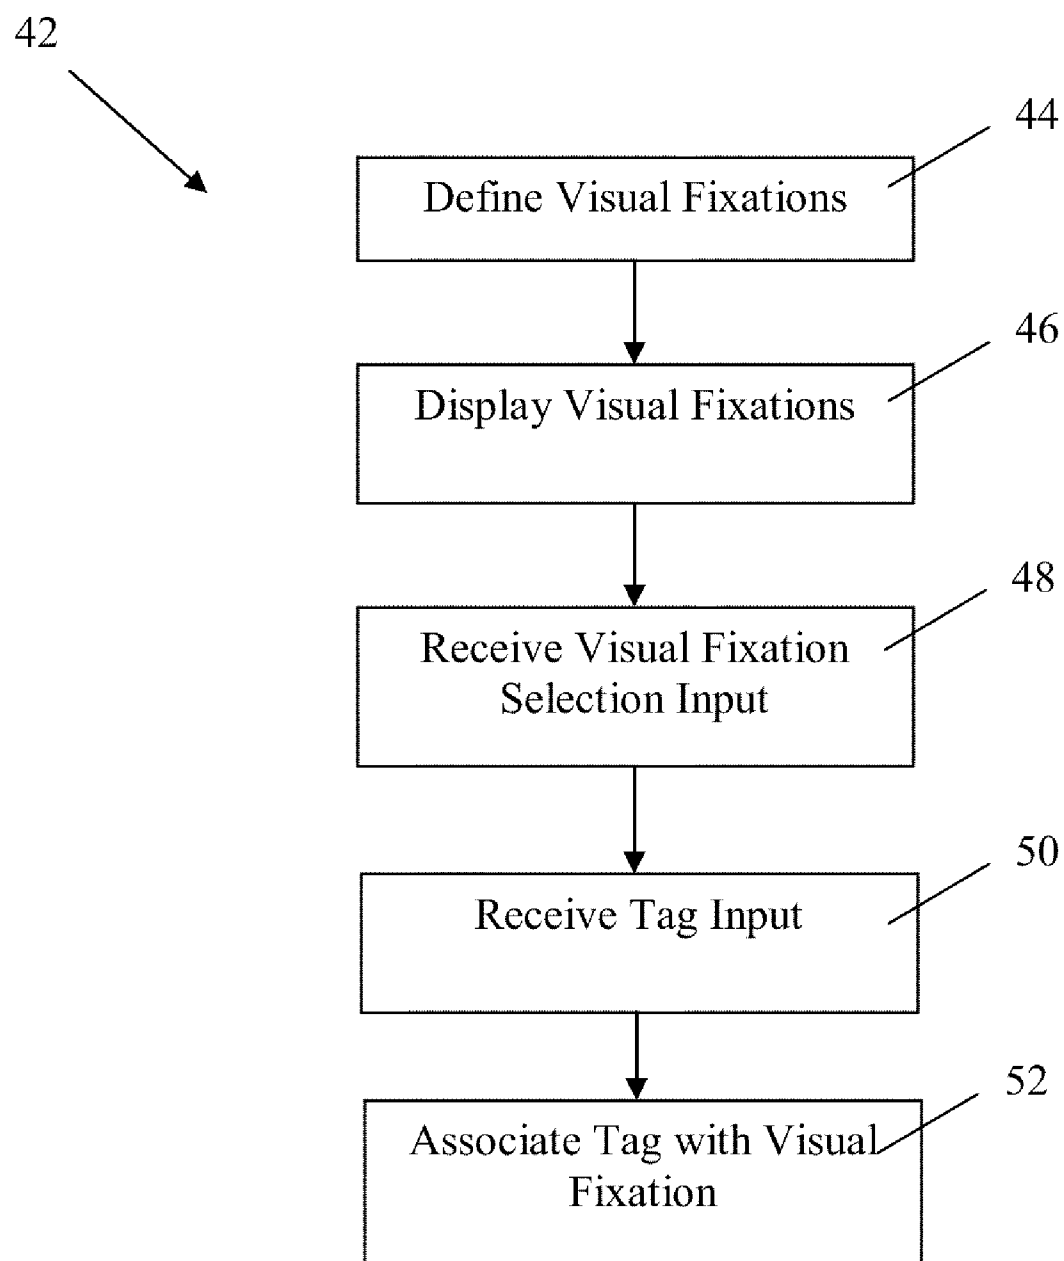 42
44
Define Visual Fixations
46
Display Visual Fixations
48
Receive Visual Fixation
Selection Input
50
Receive Tag Input
52
Associate Tag with Visual
Fixation